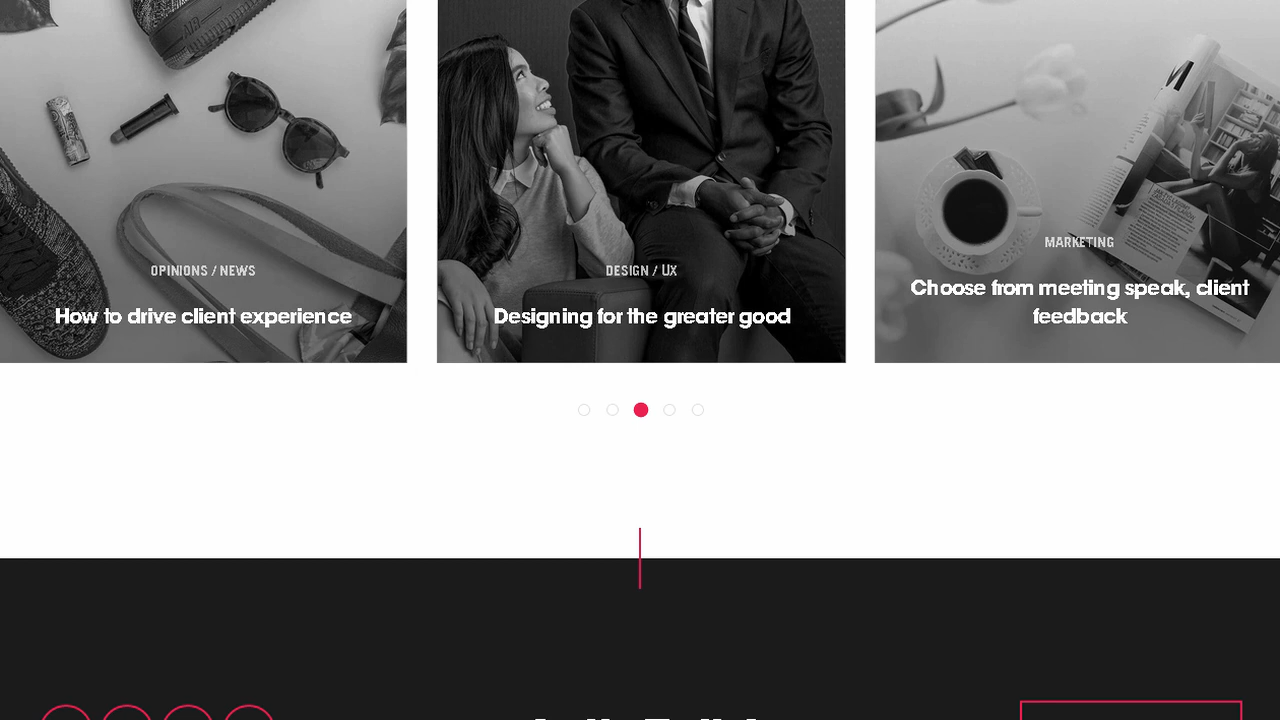 OPINIONS / NEWS
How to drive client experience
DESIGN / UX
Designing for the greater good
MARKETING
Choose from meeting speak, client
feedback